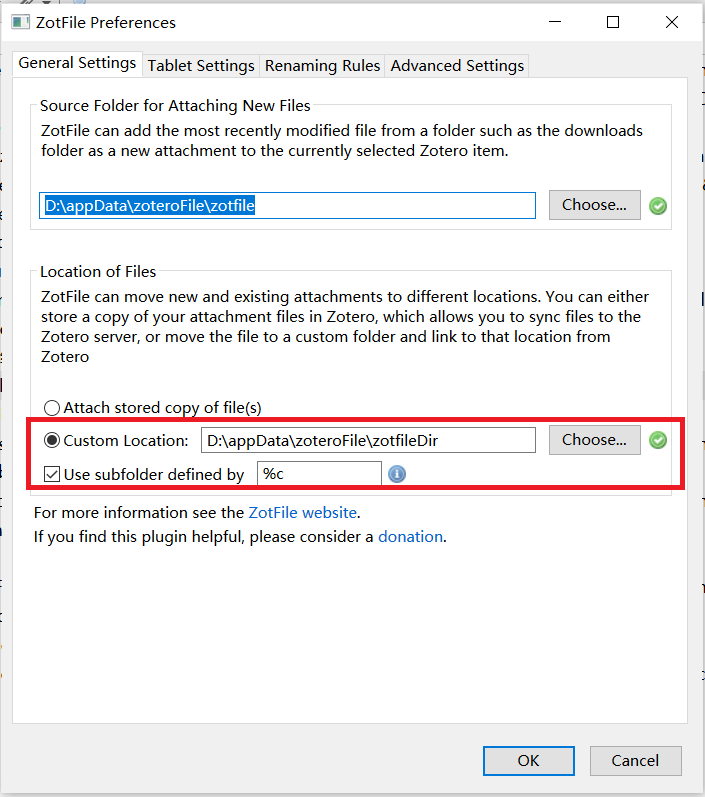 ZotFile Preferences
General Settings Tablet Settings Renaming Rules Advanced Settings
Source Folder for Attaching New Files
ZotFile can add the most recently modified file from a folder such as the downloads
folder as a new attachment to the currently selected Zotero item.
D:\appData\zoteroFile\zotfile Choose...
Location of Files
ZotFile can move new and existing attachments to different locations. You can either
store a copy of your attachment files in Zotero, which allows you to sync files to the
Zotero server, or move the file to a custom folder and link to that location from
Zotero
Attach stored copy of file(s)
Custom Location: D:\appData\zoteroFile\zotfileDir Choose...
Use subfolder defined by %c
For more information see the ZotFile website.
If you find this plugin helpful, please consider a donation.
OK Cancel